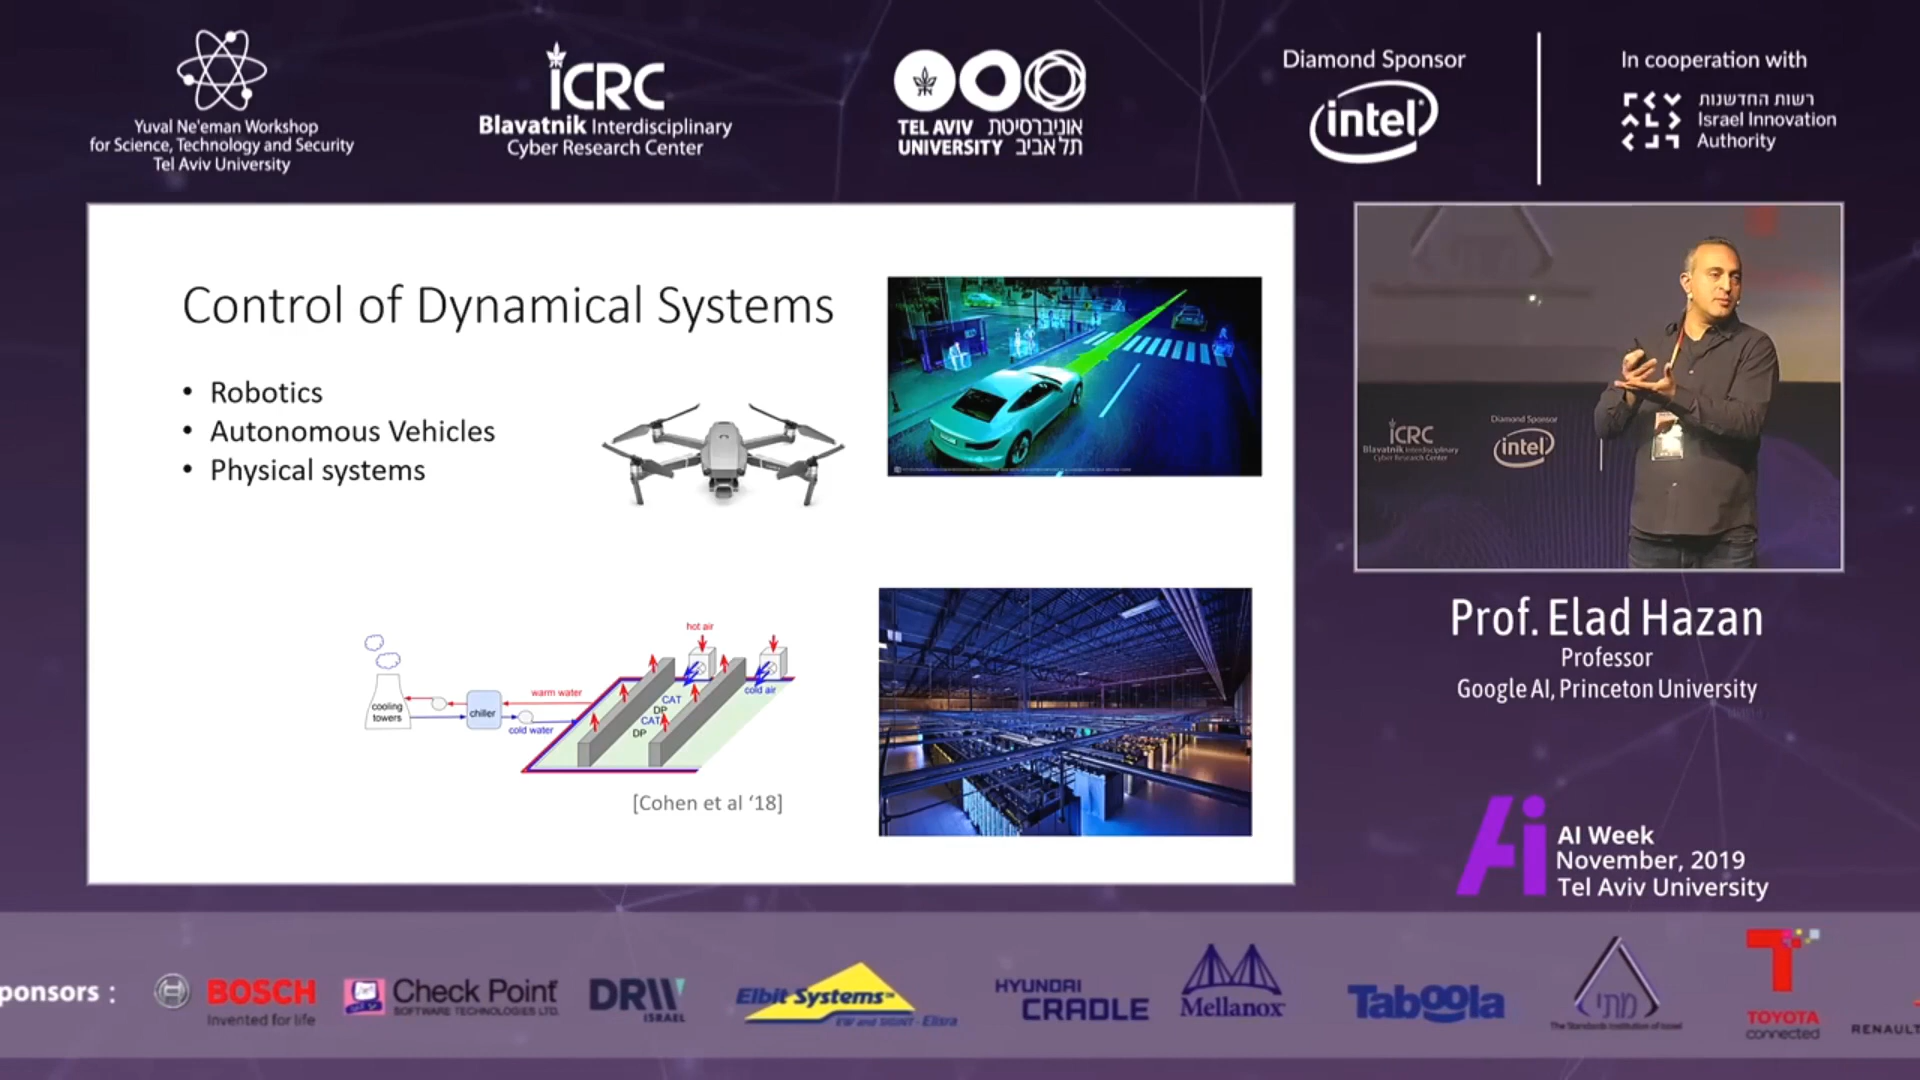 Yuval Ne'eman Workshop
for Science, Technology and Security
Tel Aviv University
ICRC
Blavatnik Interdisciplinary
Cyber Research Center
TEL AVIV אוניברסיטת
UNIVERSITY תל אביב
Diamond Sponsor
intel
In cooperation with
רשות החדשנות
Israel Innovation
Authority
Control of Dynamical Systems
• Robotics
• Autonomous Vehicles
• Physical systems
hot air
cold air
warm water
cooling
towers
chiller
cold water
CAT
DP
CAT
DP
[Cohen et al ‘18]
ICRC
Blavatnik Interdisciplinary
Cyber Research Center
Diamond Sponsor
intel
Prof. Elad Hazan
Professor
Google AI, Princeton University
Ai
AI Week
November, 2019
Tel Aviv University
ponsors :
BOSCH
Invented for life
Check Point
SOFTWARE TECHNOLOGIES LTD.
DRW
ISRAEL
Elbit Systems™
EW and SIGINT - Elisra
HYUNDAI
CRADLE
Mellanox
Taboola
מתי
The Standards Institution of Israel
TOYOTA
connected
RENAULT